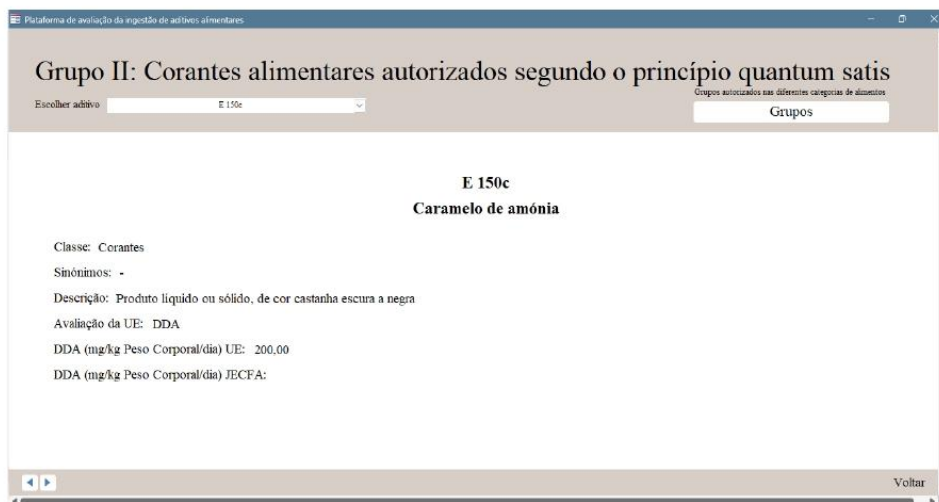 Plataforma de avaliação da ingestão de aditivos alimentares
Grupo II: Corantes alimentares autorizados segundo o princípio quantum satis
Grupos autorizados nas diferentes categorias de alimentos
Escolher aditivo E 150c
Grupos
E 150c
Caramelo de amónia
Classe: Corantes
Sinónimos: -
Descrição: Produto líquido ou sólido, de cor castanha escura a negra
Avaliação da UE: DDA
DDA (mg/kg Peso Corporal/dia) UE: 200,00
DDA (mg/kg Peso Corporal/dia) JECFA:
Voltar